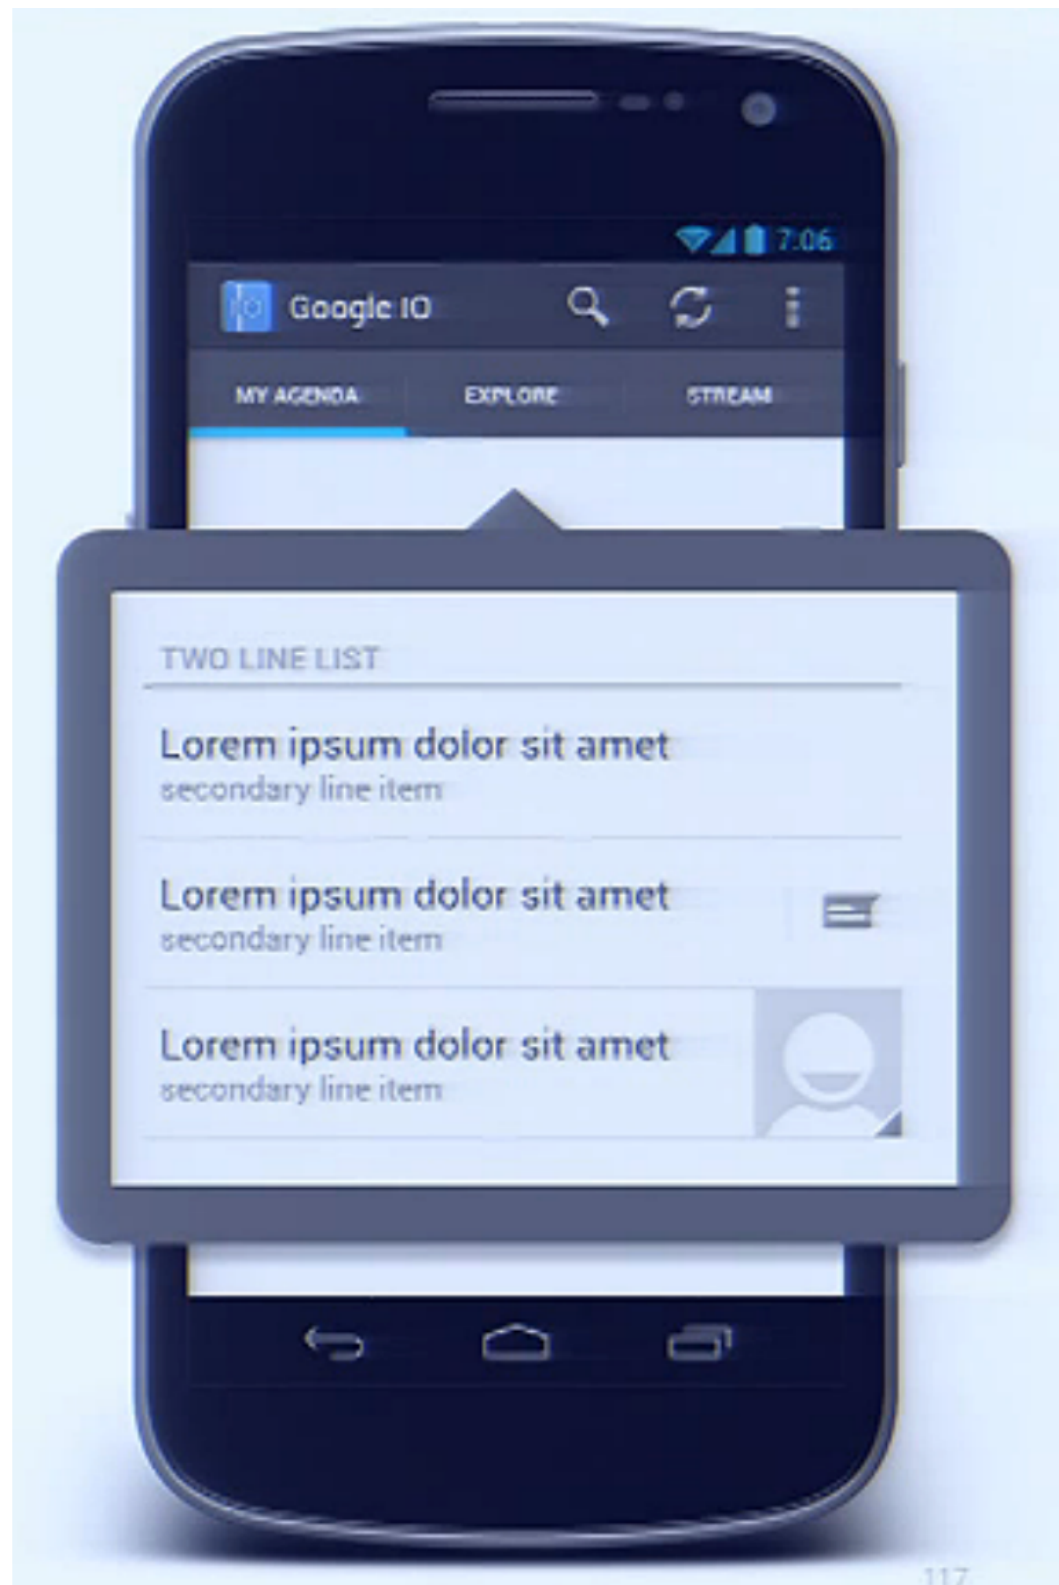 7:06
IO
Google IO
MY AGENDA
EXPLORE
STREAM
TWO LINE LIST
Lorem ipsum dolor sit amet
secondary line item
Lorem ipsum dolor sit amet
secondary line item
Lorem ipsum dolor sit amet
secondary line item
117